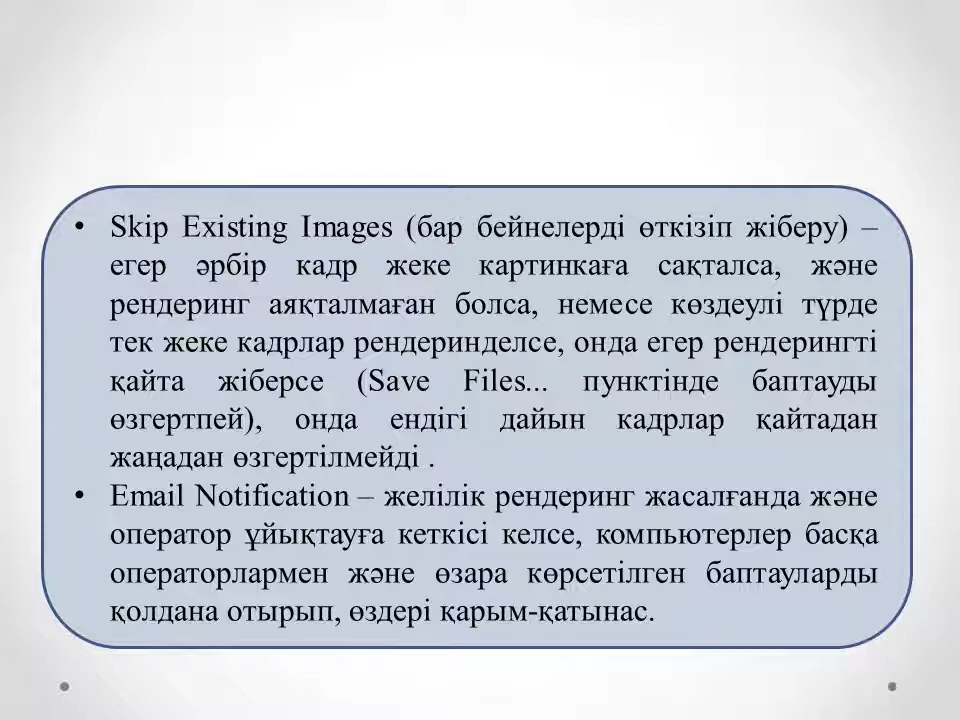 • Skip Existing Images (бар бейнелерді өткізіп жіберу) –
егер әрбір кадр жеке картинкаға сақталса, және
рендеринг аяқталмаған болса, немесе көздеулі түрде
тек жеке кадрлар рендеринделсе, онда егер рендерингті
қайта жіберсе (Save Files... пунктінде баптауды
өзгертпей), онда ендігі дайын кадрлар қайтадан
жаңадан өзгертілмейді .
• Email Notification – желілік рендеринг жасалғанда және
оператор ұйықтауға кеткісі келсе, компьютерлер басқа
операторлармен және өзара көрсетілген баптауларды
қолдана отырып, өздері қарым-қатынас.